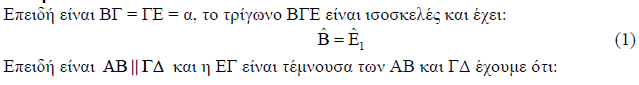 Επειδή είναι ΒΓ = ΓΕ = α, το τρίγωνο ΒΓΕ είναι ισοσκελές και έχει:
B̂ = Ê₁ (1)
Επειδή είναι ΑΒ || ΓΔ και η ΕΓ είναι τέμνουσα των ΑΒ και ΓΔ έχουμε ότι: